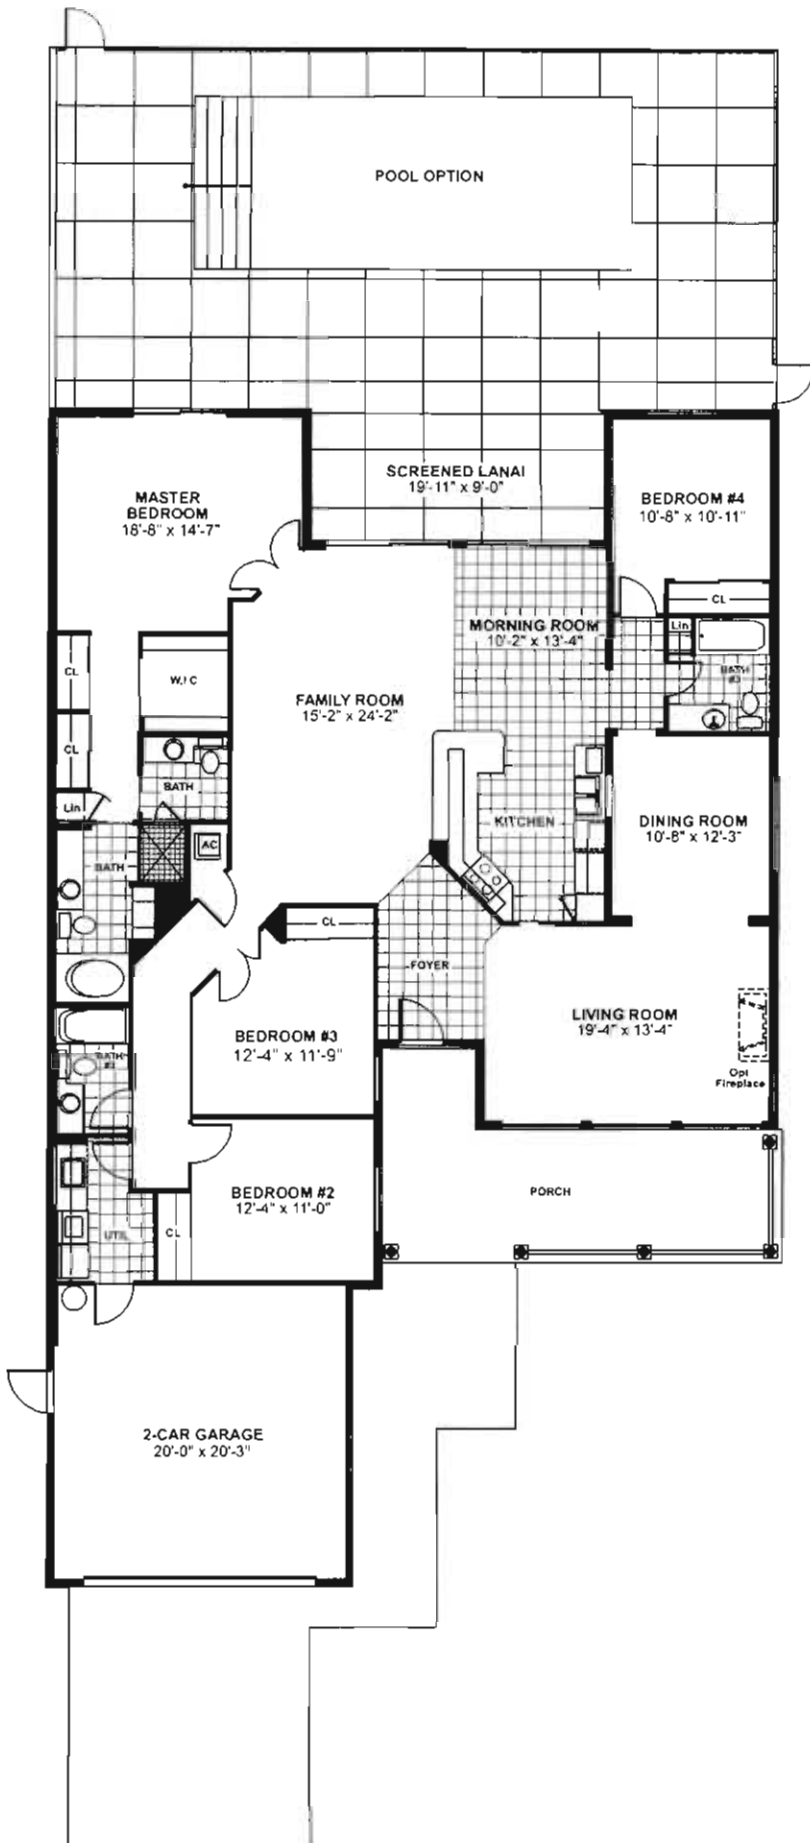 POOL OPTION
SCREENED LANAI
19'-11" x 9'-0"
MASTER
BEDROOM
18'-8" x 14'-7"
BEDROOM #4
10'-8" x 10'-11"
CL
MORNING ROOM
10'-2" x 13'-4"
Lin
BATH
#3
CL
W.I.C
FAMILY ROOM
15'-2" x 24'-2"
CL
BATH
Lin
KITCHEN
DINING ROOM
10'-8" x 12'-3"
AC
BATH
CL
FOYER
LIVING ROOM
19'-4" x 13'-4"
BEDROOM #3
12'-4" x 11'-9"
BATH
Opt
Fireplace
BEDROOM #2
12'-4" x 11'-0"
PORCH
UTIL
CL
2-CAR GARAGE
20'-0" x 20'-3"